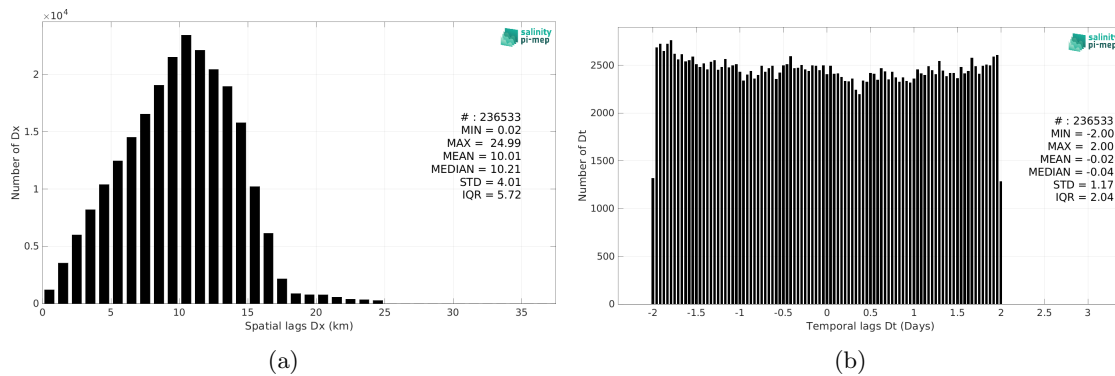 ×10⁴
salinity
pi-mep
2
1.5
1
0.5
0
Number of Dx
# : 236533
MIN = 0.02
MAX = 24.99
MEAN = 10.01
MEDIAN = 10.21
STD = 4.01
IQR = 5.72
0 5 10 15 20 25 30 35
Spatial lags Dx (km)
(a)
salinity
pi-mep
2500
2000
1500
1000
500
0
Number of Dt
# : 236533
MIN = -2.00
MAX = 2.00
MEAN = -0.02
MEDIAN = -0.04
STD = 1.17
IQR = 2.04
-2 -1.5 -1 -0.5 0 0.5 1 1.5 2 2.5 3
Temporal lags Dt (Days)
(b)